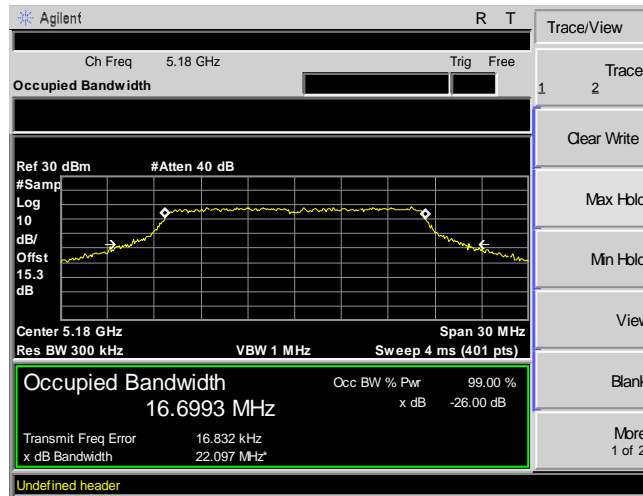 Agilent R T
Trace/View
Ch Freq 5.18 GHz Trig Free
Occupied Bandwidth
Trace
1 2
Clear Write
Ref 30 dBm #Atten 40 dB
#Samp
Log
10
dB/
Offst
15.3
dB
Max Hold
Min Hold
View
Center 5.18 GHz Span 30 MHz
Res BW 300 kHz VBW 1 MHz Sweep 4 ms (401 pts)
Occupied Bandwidth Occ BW % Pwr 99.00 %
16.6993 MHz x dB -26.00 dB
Blank
Transmit Freq Error 16.832 kHz
x dB Bandwidth 22.097 MHz*
More
1 of 2
Undefined header